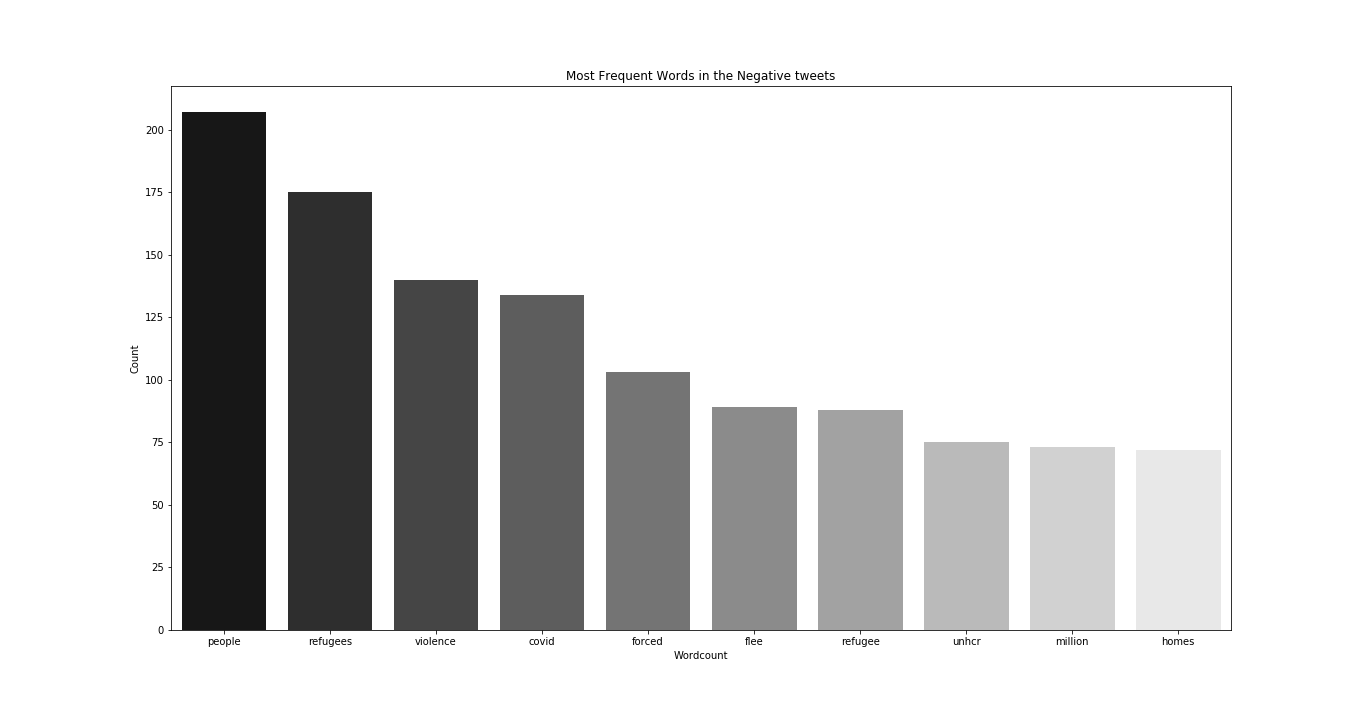 Most Frequent Words in the Negative tweets
200
175
150
125
100
75
50
25
0
Count
people refugees violence covid forced flee refugee unhcr million homes
Wordcount